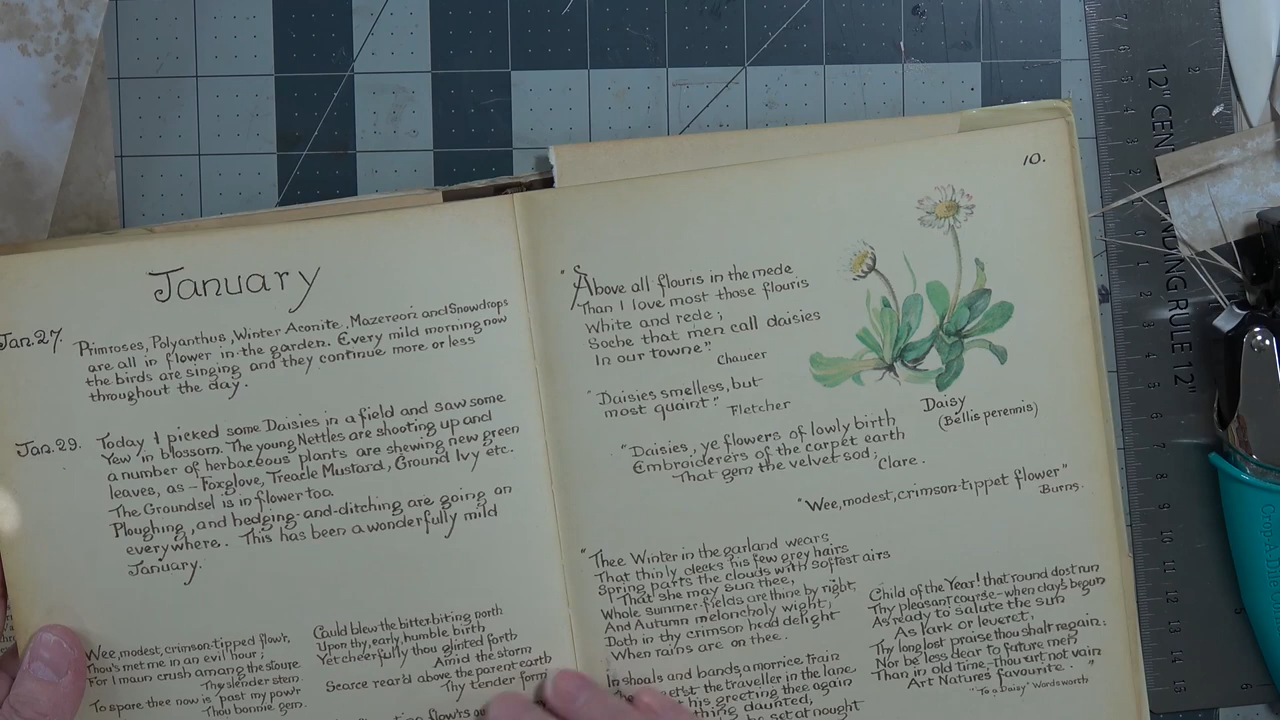 January
Jan.27. Primroses, Polyanthus, Winter Aconite, Mazereon and Snowdrops
are all in flower in the garden. Every mild morning now
the birds are singing and they continue more or less
throughout the day.
Jan.29. Today I picked some Daisies in a field and saw some
Yew in blossom. The young Nettles are shooting up and
a number of herbaceous plants are shewing new green
leaves, as – Foxglove, Treacle Mustard, Ground Ivy etc.
The Groundsel is in flower too.
Ploughing, and hedging-and-ditching are going on
everywhere. This has been a wonderfully mild
January.
Wee, modest, crimson-tipped flow'r,
Thou's met me in an evil hour;
For I maun crush amang the stoure
Thy slender stem.
To spare thee now is past my pow'r
Thou bonnie gem.
Could blew the bitter-biting north
Upon thy early, humble birth
Yet cheerfully thou glinted forth
Amid the storm
Scarce rear'd above the parent earth
Thy tender form
10.
"Above all flouris in the mede
Than I love most those flouris
White and rede;
Soche that men call daisies
In our towne"
Chaucer
"Daisies smelless, but
most quaint"
Fletcher
Daisy
(Bellis perennis)
"Daisies, ye flowers of lowly birth
Embroiderers of the carpet earth
That gem the velvet sod;
Clare.
"Wee, modest, crimson-tippet flower"
Burns.
"Thee Winter in the garland wears
That thinly decks his few grey hairs
Spring parts the clouds with softest airs
That she may sun thee,
Whole summer-fields are thine by right,
And Autumn meloncholy wight,
Doth in thy crimson head delight
When rains are on thee.
In shoals and bands a morrice train
the traveller in the lane
his greeting thee again
thing daunted,
be set at nought
Child of the Year! that round dost run
Thy pleasant course – when day's begun
As ready to salute the sun
As lark or leveret,
Thy long lost praise thou shalt regain;
Nor be less dear to future men
Than in old time, – thou art not vain
Art Natures favourite. "
"To a Daisy" Wordsworth
12" CENT
DING RULE 12"
Crop-A-Dile